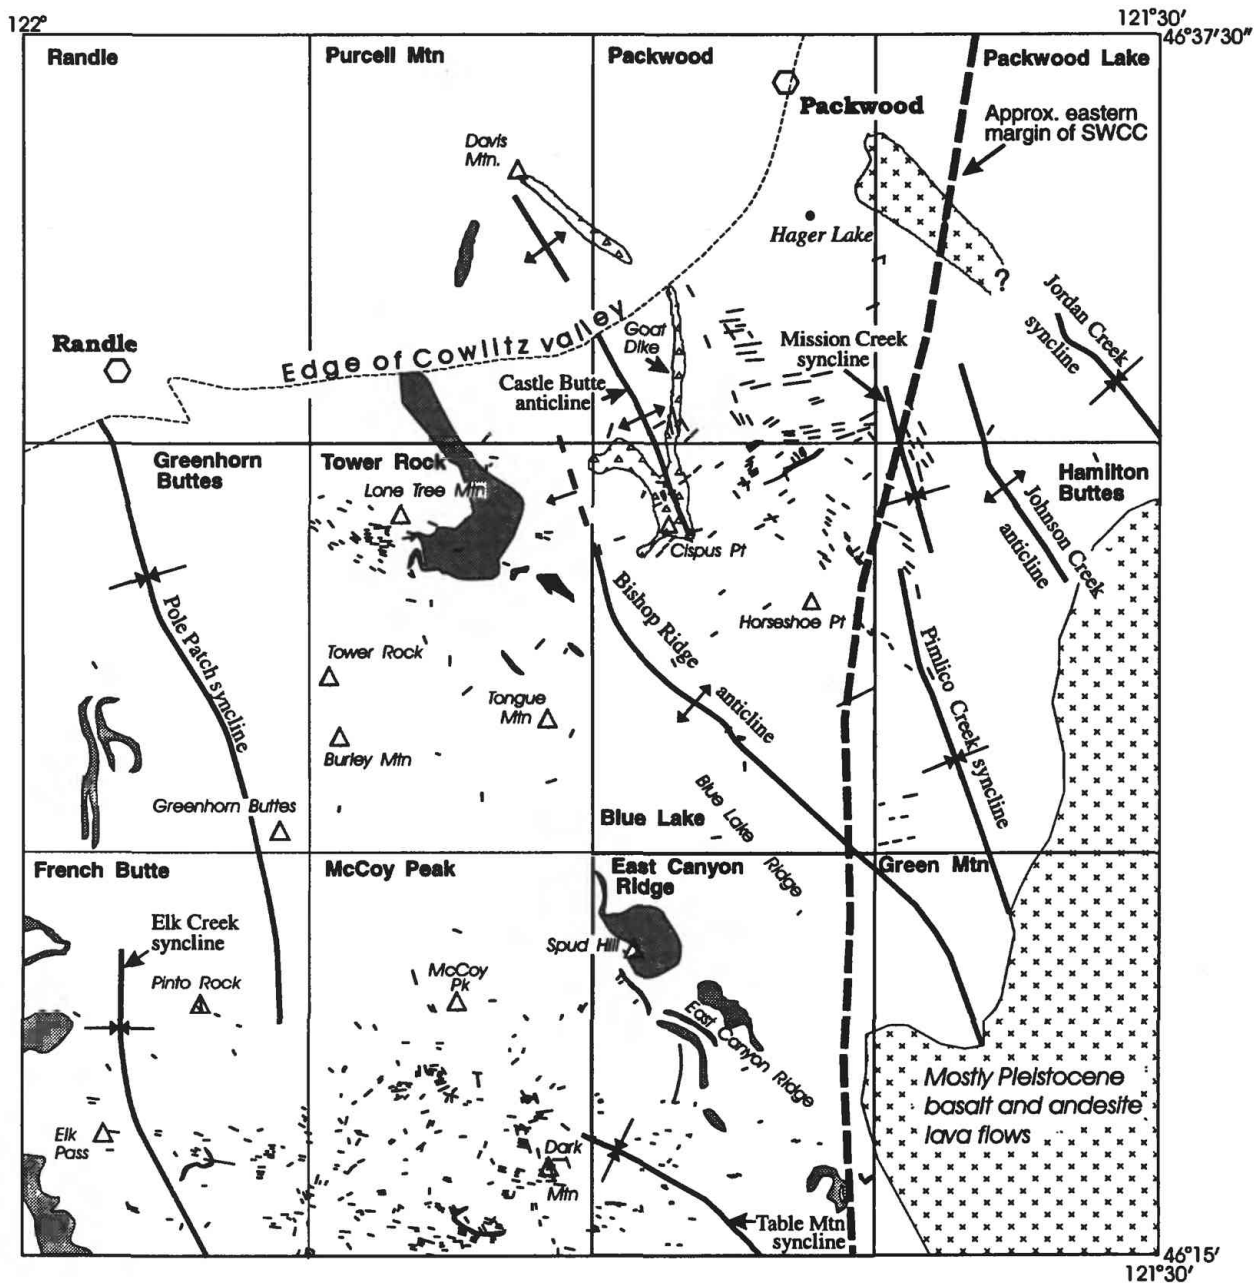 122°
121°30'
46°37'30"
Randle
Purcell Mtn
Packwood
Packwood Lake
Packwood
Approx. eastern
margin of SWCC
Davis
Mtn.
Hager Lake
?
Jordan Creek
syncline
Randle
Edge of Cowlitz valley
Goat
Dike
Mission Creek
syncline
Castle Butte
anticline
Greenhorn
Buttes
Tower Rock
Lone Tree Mtn
Hamilton
Buttes
Cispus Pt
Johnson Creek
anticline
Pole Patch syncline
Bishop Ridge
anticline
Horseshoe Pt
Pimlico Creek syncline
Tower Rock
Tongue
Mtn
Burley Mtn
Greenhorn Buttes
Blue Lake
Blue Lake Ridge
French Butte
McCoy Peak
East Canyon
Ridge
Green Mtn
Elk Creek
syncline
Spud Hill
Pinto Rock
McCoy
Pk
East Canyon Ridge
Mostly Pleistocene
basalt and andesite
lava flows
Elk
Pass
Dark
Mtn
Table Mtn
syncline
46°15'
121°30'